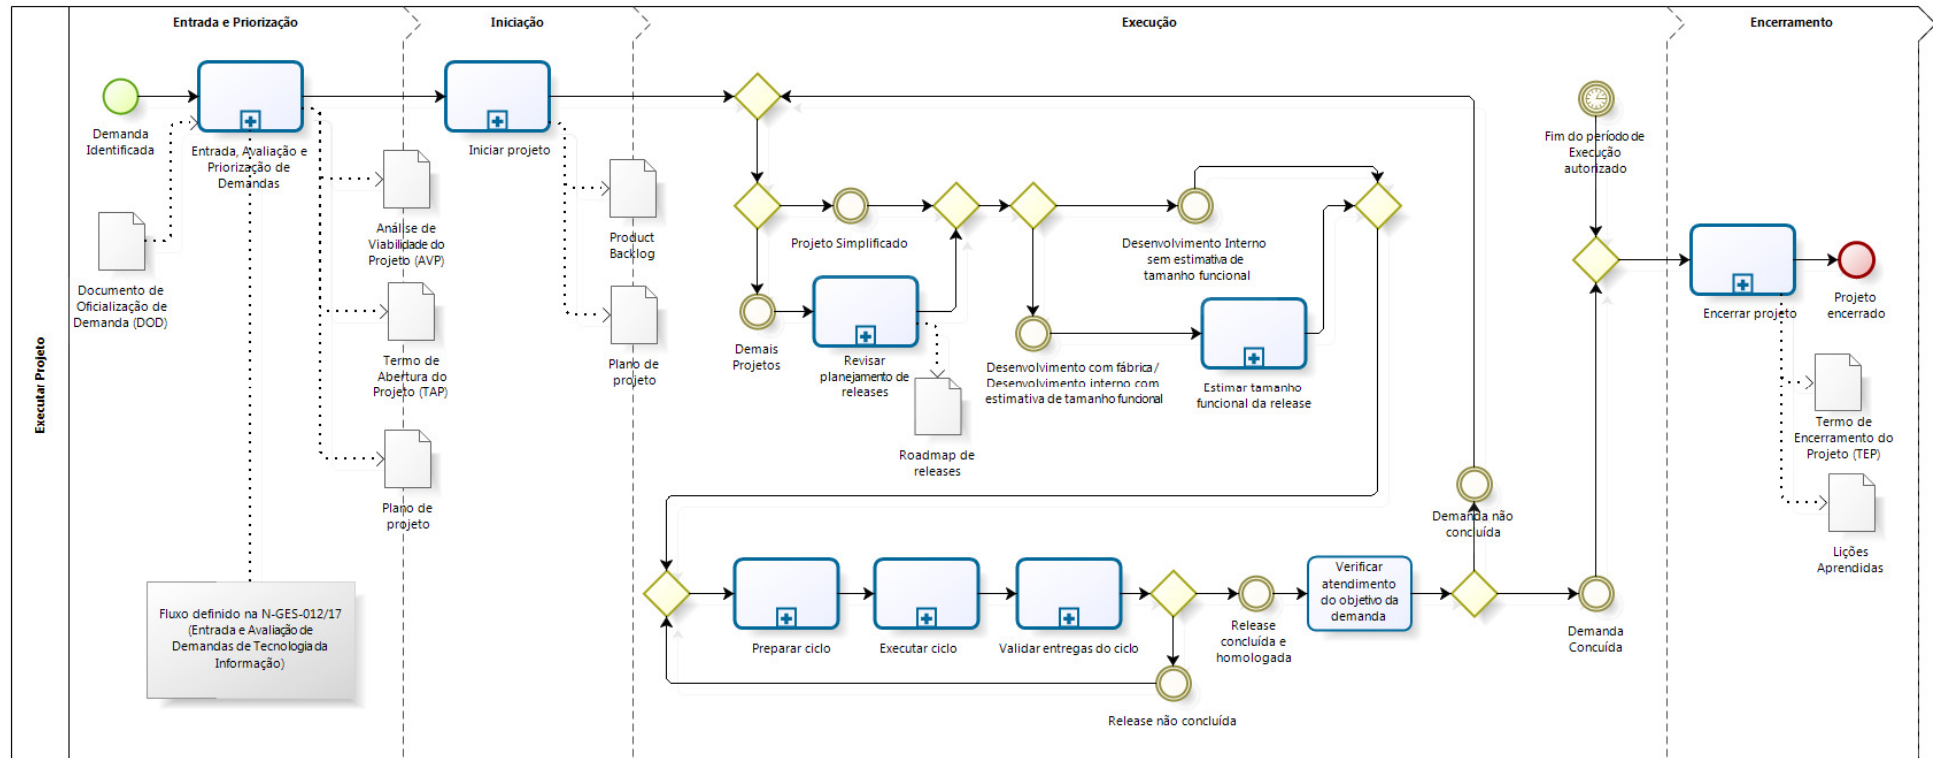 Executar Projeto
Entrada e Priorização
Iniciação
Execução
Encerramento
Demanda
Identificada
Entrada, Avaliação e
Priorização de
Demandas
Documento de
Oficialização de
Demanda (DOD)
Análise de
Viabilidade do
Projeto (AVP)
Termo de
Abertura do
Projeto (TAP)
Plano de
projeto
Fluxo definido na N-GES-012/17
(Entrada e Avaliação de
Demandas de Tecnologia da
Informação)
Iniciar projeto
Product
Backlog
Plano de
projeto
Projeto Simplificado
Demais
Projetos
Revisar
planejamento de
releases
Roadmap de
releases
Desenvolvimento Interno
sem estimativa de
tamanho funcional
Desenvolvimento com fábrica/
Desenvolvimento interno com
estimativa de tamanho funcional
Estimar tamanho
funcional da release
Preparar ciclo
Executar ciclo
Validar entregas do ciclo
Release não concluída
Release
concluída e
homologada
Verificar
atendimento
do objetivo da
demanda
Demanda não
concluída
Demanda
Concuída
Fim do período de
Execução
autorizado
Encerrar projeto
Projeto
encerrado
Termo de
Encerramento do
Projeto (TEP)
Lições
Aprendidas